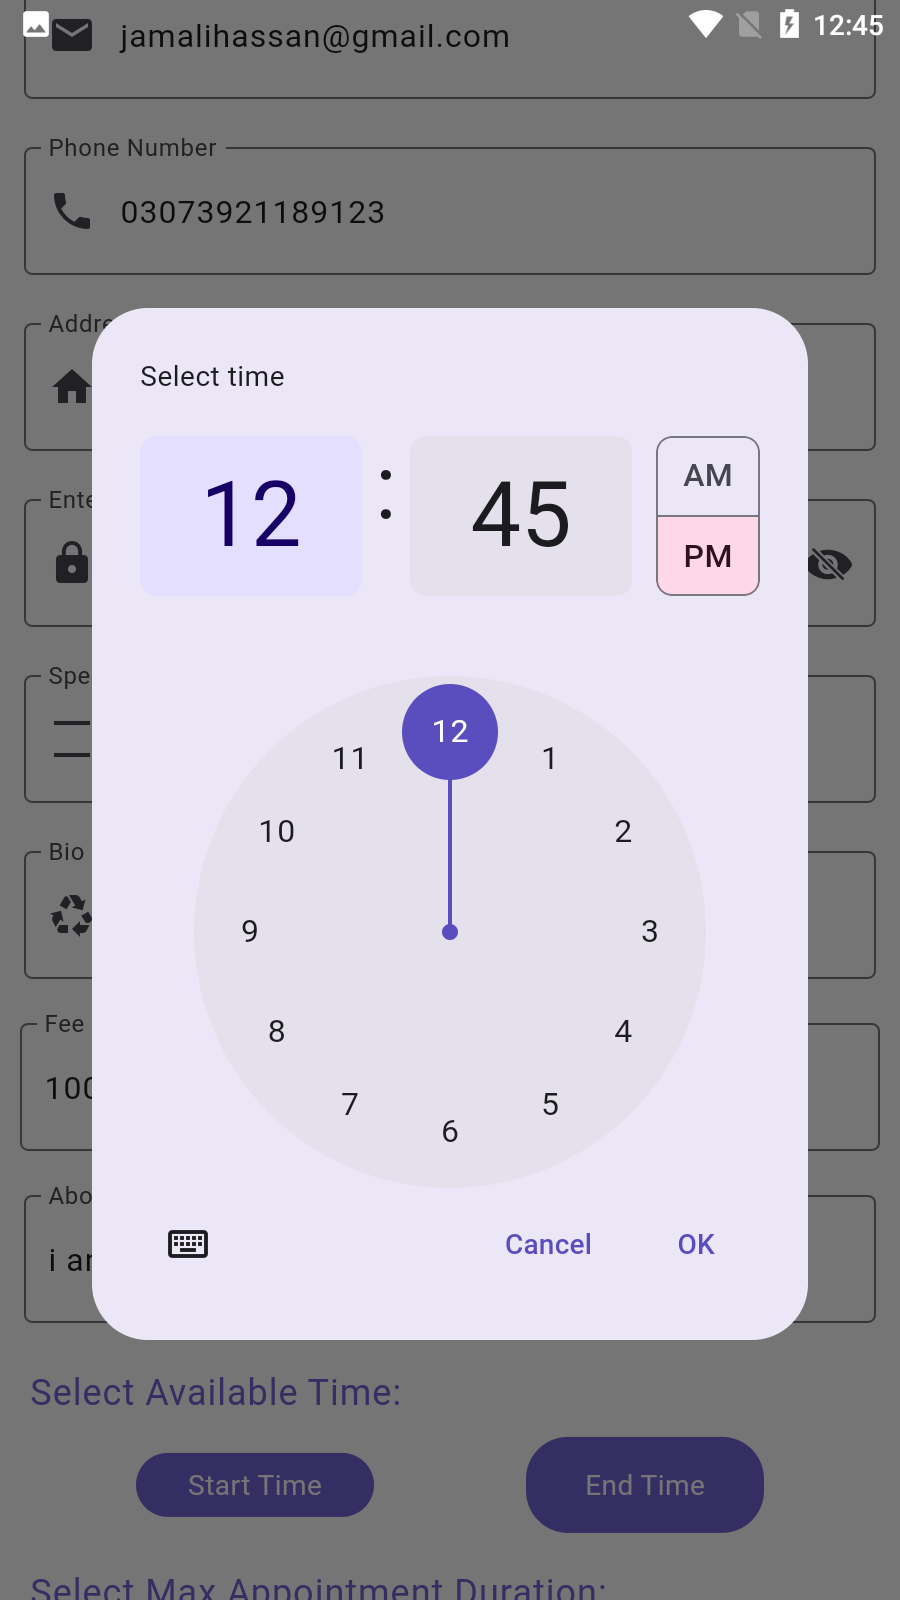 12:45
jamalihassan@gmail.com
Phone Number
03073921189123
Addre
Select time
12 : 45
AM
PM
Ente
Spe
12
11
1
10
2
Bio
9
3
8
4
Fee
100
7
5
6
Abo
i ar
Cancel
OK
Select Available Time:
Start Time
End Time
Select Max Appointment Duration: